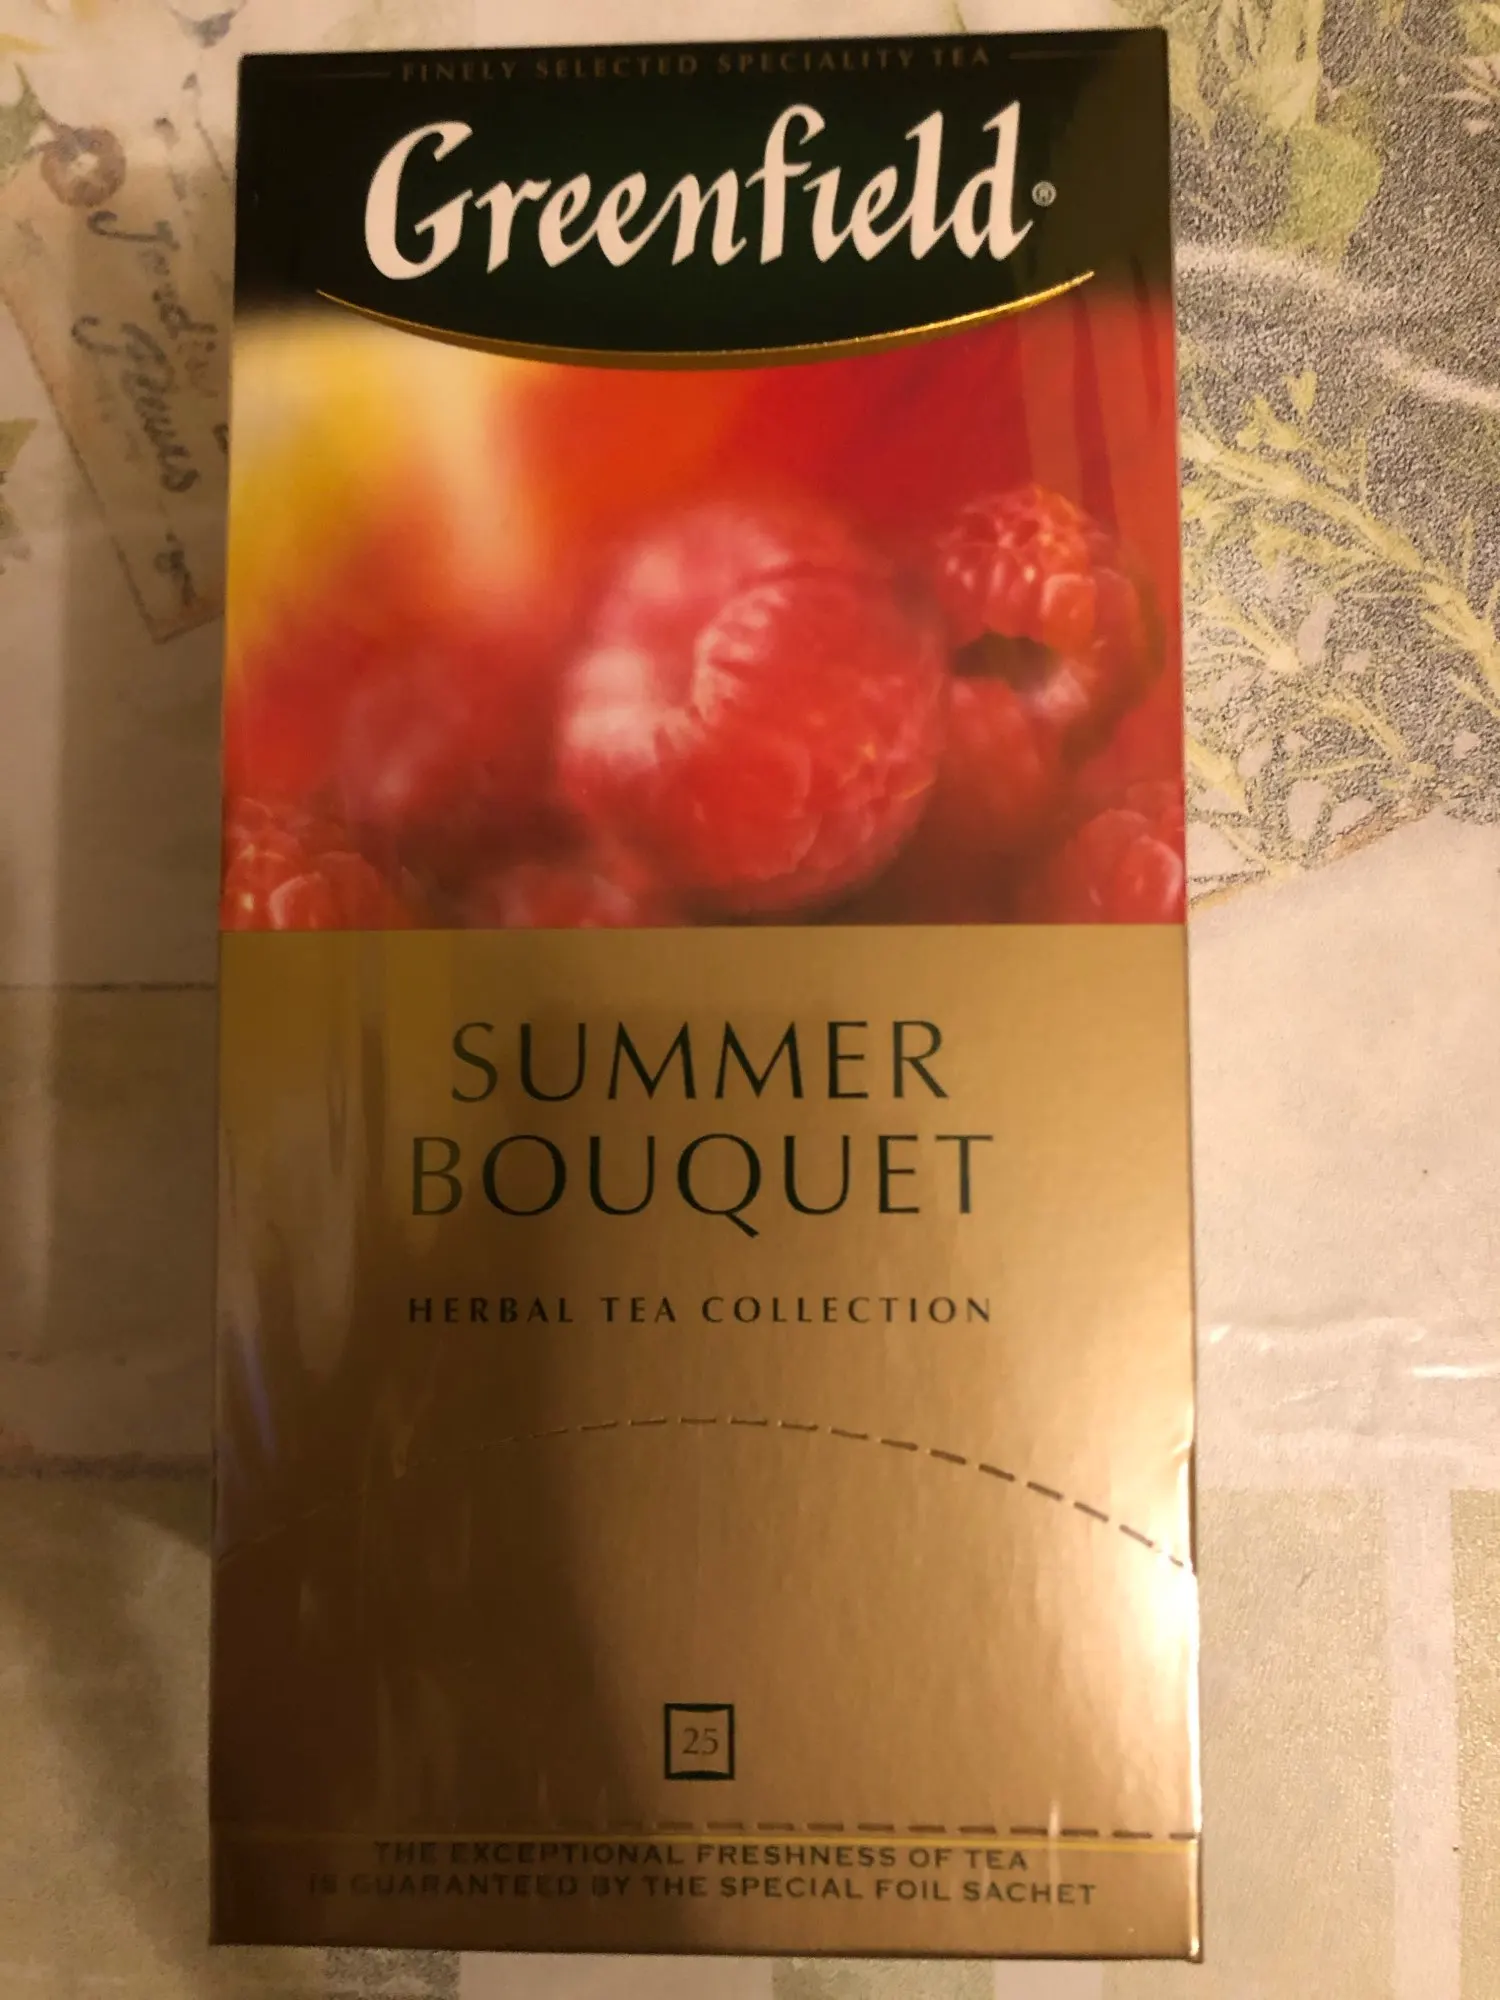 FINELY SELECTED SPECIALITY TEA
Greenfield®
SUMMER
BOUQUET
HERBAL TEA COLLECTION
25
THE EXCEPTIONAL FRESHNESS OF TEA
IS GUARANTEED BY THE SPECIAL FOIL SACHET